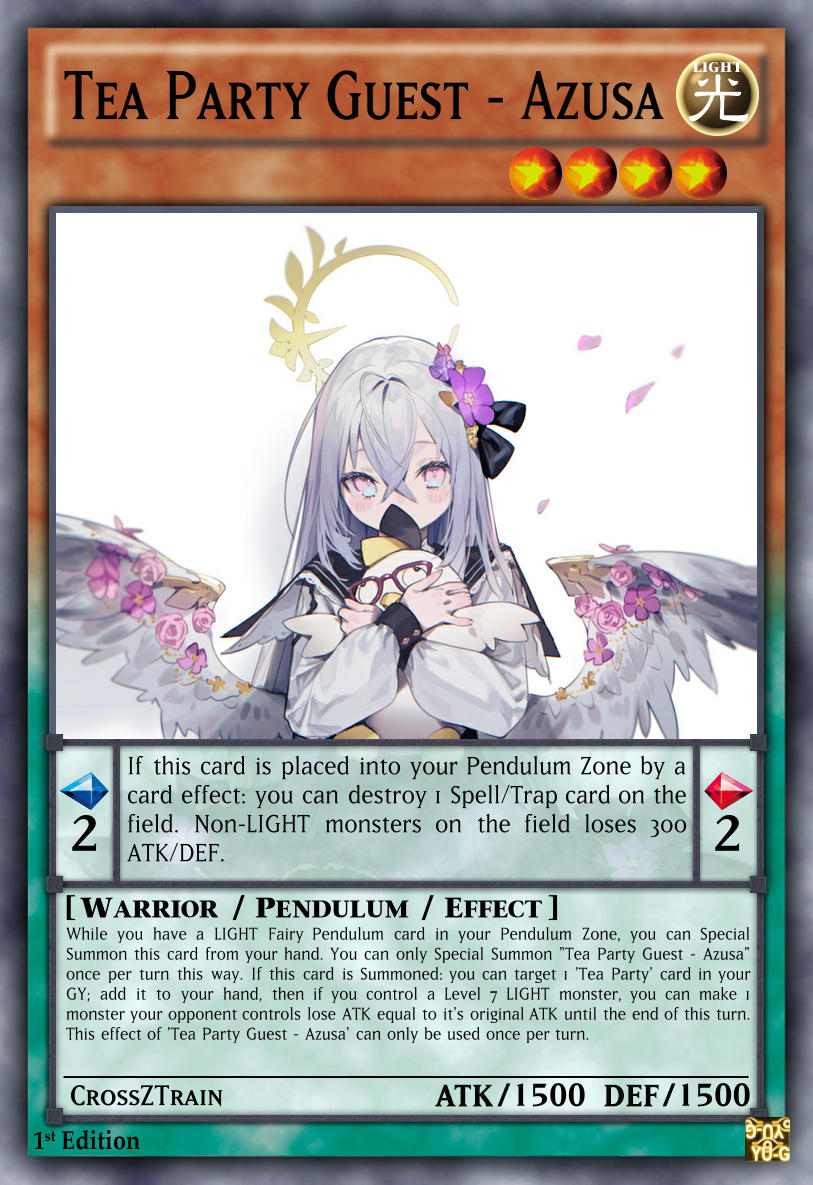 Tea Party Guest - Azusa
LIGHT
光
If this card is placed into your Pendulum Zone by a
card effect: you can destroy 1 Spell/Trap card on the
field. Non-LIGHT monsters on the field loses 300
ATK/DEF.
2
2
[ Warrior / Pendulum / Effect ]
While you have a LIGHT Fairy Pendulum card in your Pendulum Zone, you can Special
Summon this card from your hand. You can only Special Summon "Tea Party Guest - Azusa"
once per turn this way. If this card is Summoned: you can target 1 'Tea Party' card in your
GY; add it to your hand, then if you control a Level 7 LIGHT monster, you can make 1
monster your opponent controls lose ATK equal to it's original ATK until the end of this turn.
This effect of 'Tea Party Guest - Azusa' can only be used once per turn.
CrossZTrain
ATK/1500 DEF/1500
1st Edition
YU-G